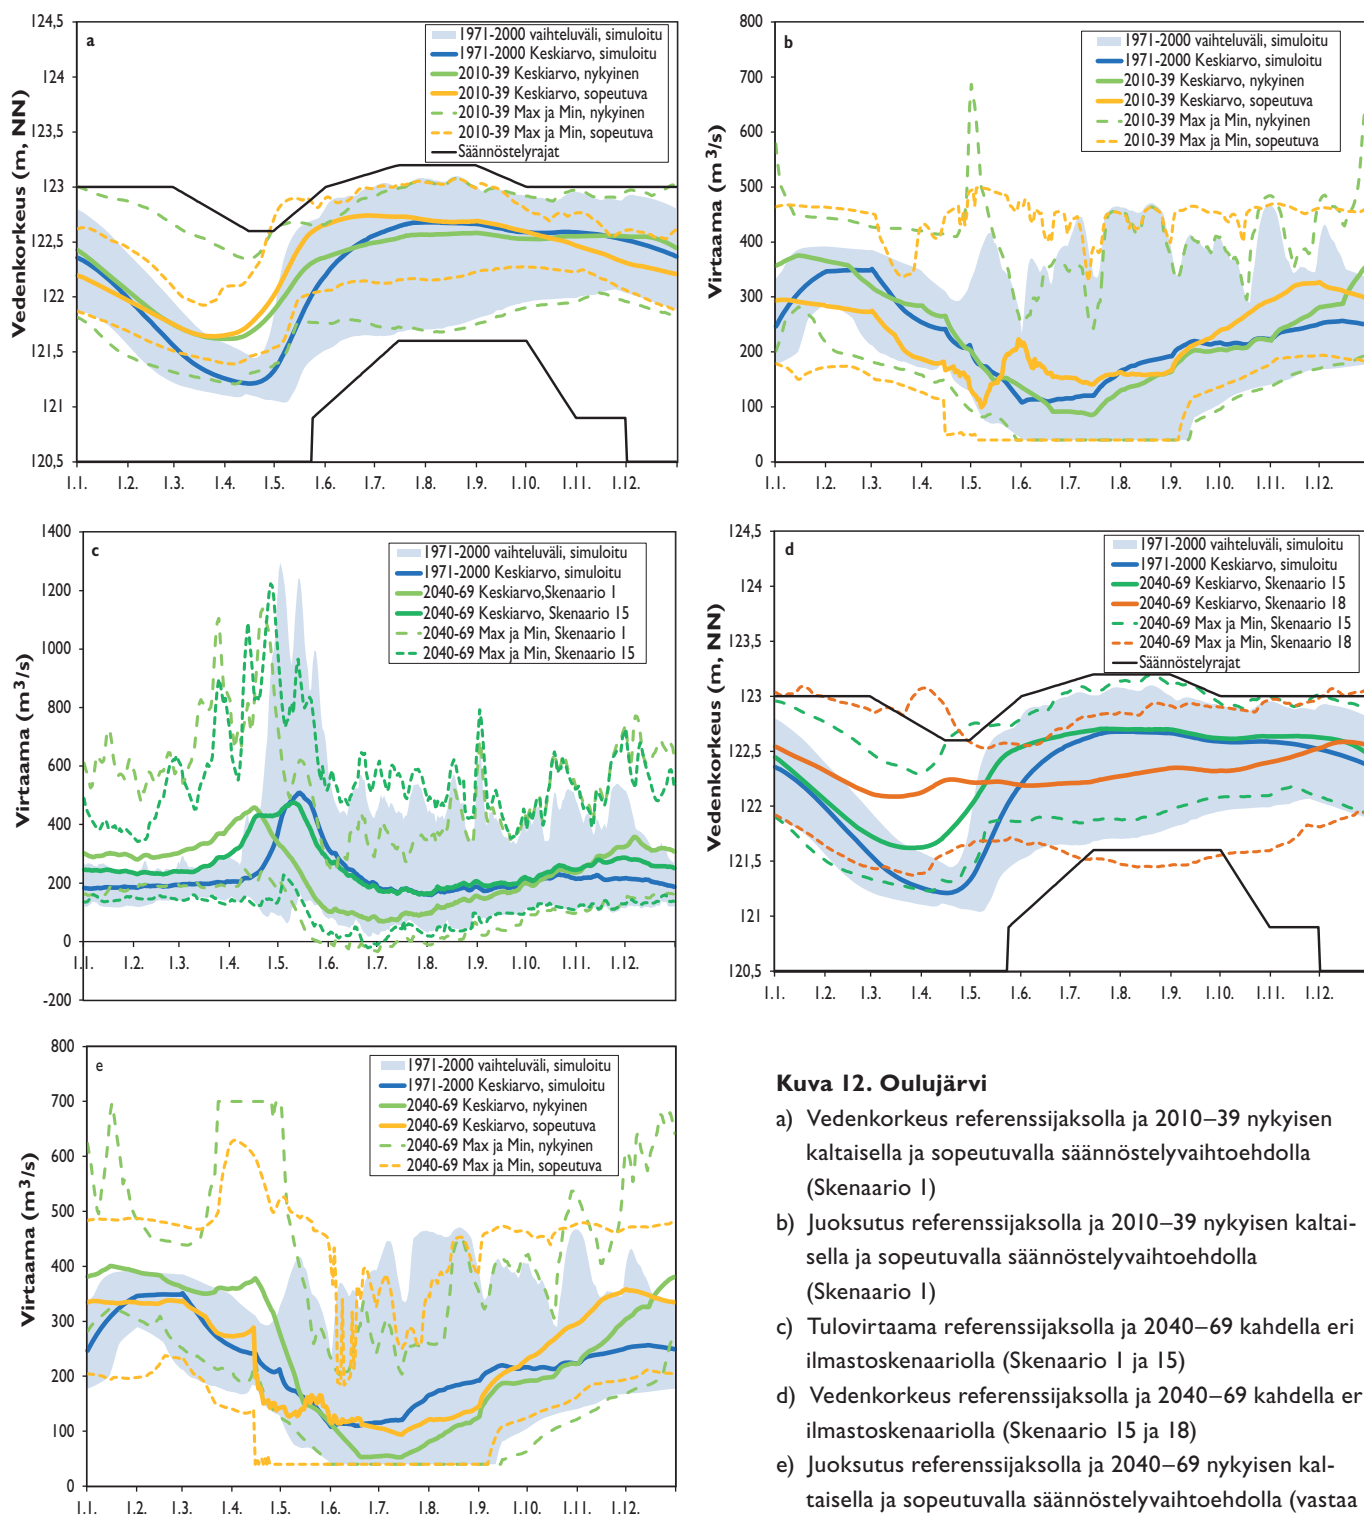 a
Vedenkorkeus (m, NN)
124,5
124
123,5
123
122,5
122
121,5
121
120,5
1971-2000 vaihteluväli, simuloitu
1971-2000 Keskiarvo, simuloitu
2010-39 Keskiarvo, nykyinen
2010-39 Keskiarvo, sopeutuva
2010-39 Max ja Min, nykyinen
2010-39 Max ja Min, sopeutuva
Säännöstelyrajat
1.1. 1.2. 1.3. 1.4. 1.5. 1.6. 1.7. 1.8. 1.9. 1.10. 1.11. 1.12.
b
Virtaama (m³/s)
800
700
600
500
400
300
200
100
0
1971-2000 vaihteluväli, simuloitu
1971-2000 Keskiarvo, simuloitu
2010-39 Keskiarvo, nykyinen
2010-39 Keskiarvo, sopeutuva
2010-39 Max ja Min, nykyinen
2010-39 Max ja Min, sopeutuva
1.1. 1.2. 1.3. 1.4. 1.5. 1.6. 1.7. 1.8. 1.9. 1.10. 1.11. 1.12.
c
Virtaama (m³/s)
1400
1200
1000
800
600
400
200
0
-200
1971-2000 vaihteluväli, simuloitu
1971-2000 Keskiarvo, simuloitu
2040-69 Keskiarvo,Skenaario 1
2040-69 Keskiarvo, Skenaario 15
2040-69 Max ja Min, Skenaario 1
2040-69 Max ja Min, Skenaario 15
1.1. 1.2. 1.3. 1.4. 1.5. 1.6. 1.7. 1.8. 1.9. 1.10. 1.11. 1.12.
d
Vedenkorkeus (m, NN)
124,5
124
123,5
123
122,5
122
121,5
121
120,5
1971-2000 vaihteluväli, simuloitu
1971-2000 Keskiarvo, simuloitu
2040-69 Keskiarvo, Skenaario 15
2040-69 Keskiarvo, Skenaario 18
2040-69 Max ja Min, Skenaario 15
2040-69 Max ja Min, Skenaario 18
Säännöstelyrajat
1.1. 1.2. 1.3. 1.4. 1.5. 1.6. 1.7. 1.8. 1.9. 1.10. 1.11. 1.12.
e
Virtaama (m³/s)
800
700
600
500
400
300
200
100
0
1971-2000 vaihteluväli, simuloitu
1971-2000 Keskiarvo, simuloitu
2040-69 Keskiarvo, nykyinen
2040-69 Keskiarvo, sopeutuva
2040-69 Max ja Min, nykyinen
2040-69 Max ja Min, sopeutuva
1.1. 1.2. 1.3. 1.4. 1.5. 1.6. 1.7. 1.8. 1.9. 1.10. 1.11. 1.12.
Kuva 12. Oulujärvi
a) Vedenkorkeus referenssijaksolla ja 2010–39 nykyisen
kaltaisella ja sopeutuvalla säännöstelyvaihtoehdolla
(Skenaario 1)
b) Juoksutus referenssijaksolla ja 2010–39 nykyisen kaltai-
sella ja sopeutuvalla säännöstelyvaihtoehdolla
(Skenaario 1)
c) Tulovirtaama referenssijaksolla ja 2040–69 kahdella eri
ilmastoskenaariolla (Skenaario 1 ja 15)
d) Vedenkorkeus referenssijaksolla ja 2040–69 kahdella er
ilmastoskenaariolla (Skenaario 15 ja 18)
e) Juoksutus referenssijaksolla ja 2040–69 nykyisen kal-
taisella ja sopeutuvalla säännöstelyvaihtoehdolla (vastaa